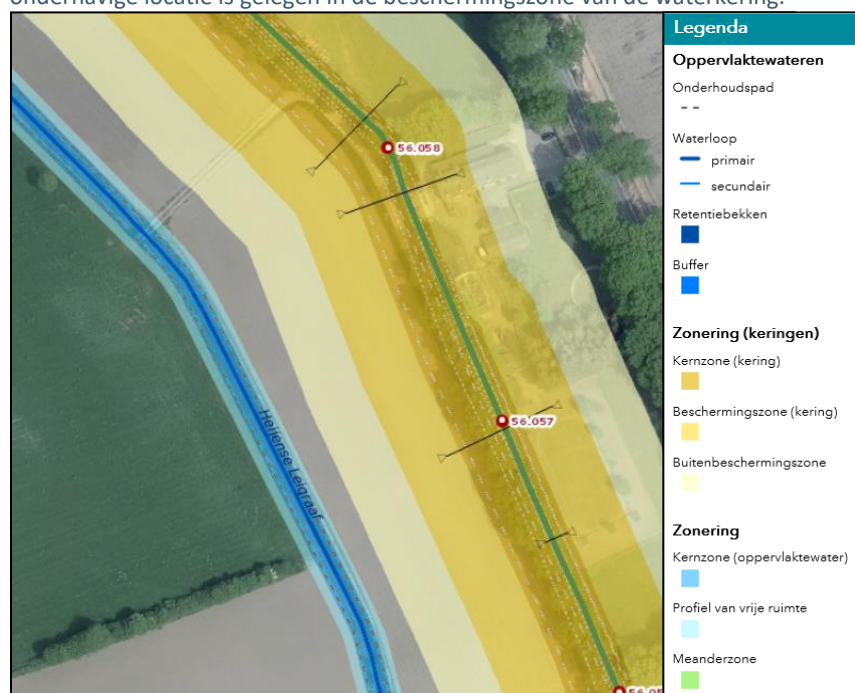 onderhavige locatie is gelegen in de beschermingszone van de waterkering.
Legenda
Oppervlaktewateren
Onderhoudspad
Waterloop
primair
secundair
Retentiebekken
Buffer
Zonering (keringen)
Kernzone (kering)
Beschermingszone (kering)
Buitenbeschermingszone
Zonering
Kernzone (oppervlaktewater)
Profiel van vrije ruimte
Meanderzone
56.058
56.057
Heijense Leigraaf